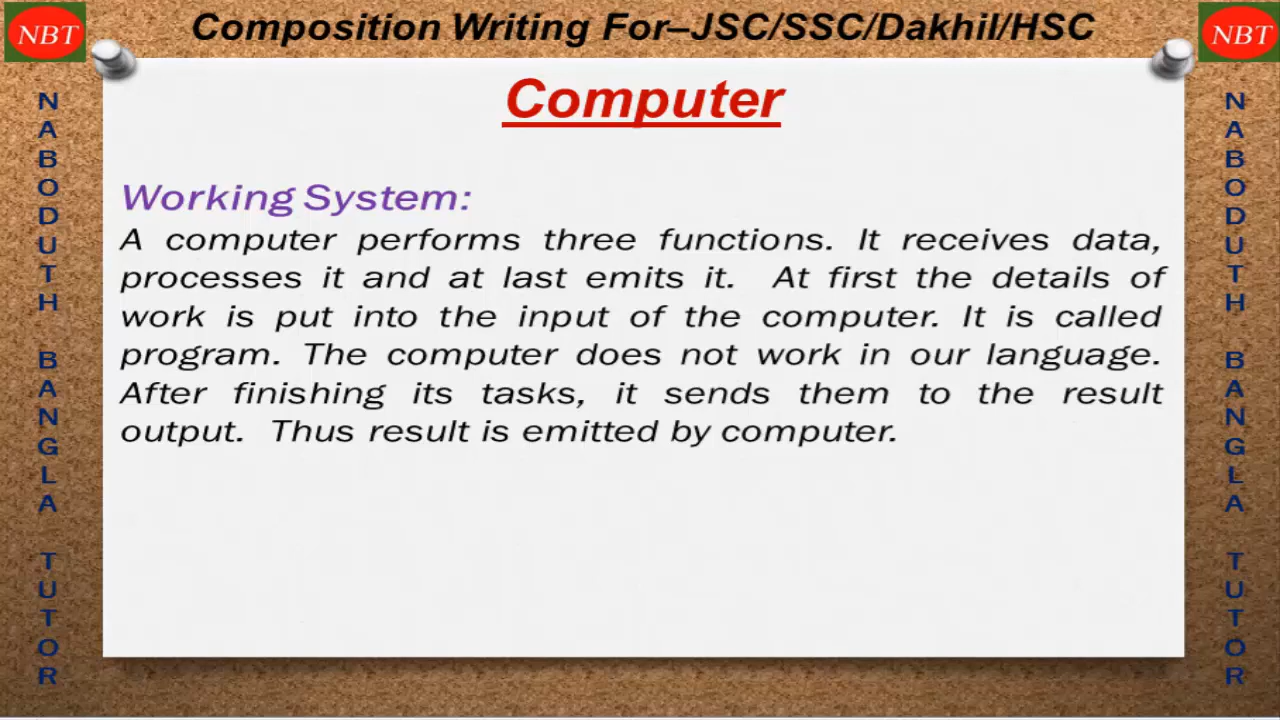 NBT
Composition Writing For–JSC/SSC/Dakhil/HSC
NBT
Computer
Working System:
A computer performs three functions. It receives data,
processes it and at last emits it. At first the details of
work is put into the input of the computer. It is called
program. The computer does not work in our language.
After finishing its tasks, it sends them to the result
output. Thus result is emitted by computer.
NABODUTH BANGLA TUTOR
NABODUTH BANGLA TUTOR